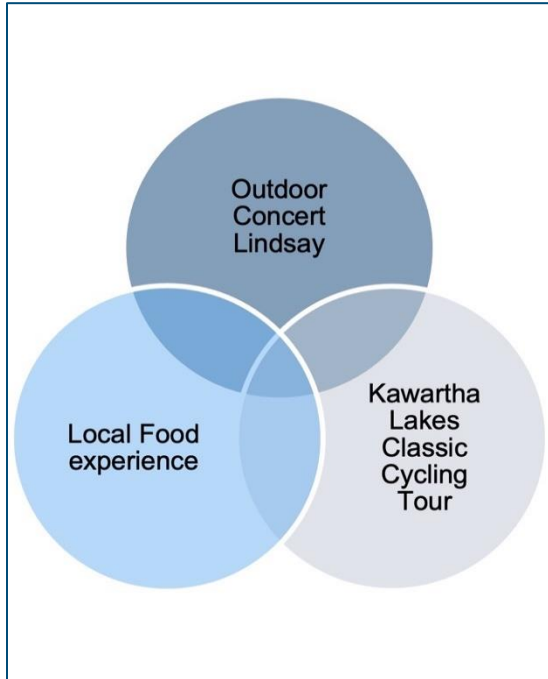 Outdoor
Concert
Lindsay
Local Food
experience
Kawartha
Lakes
Classic
Cycling
Tour